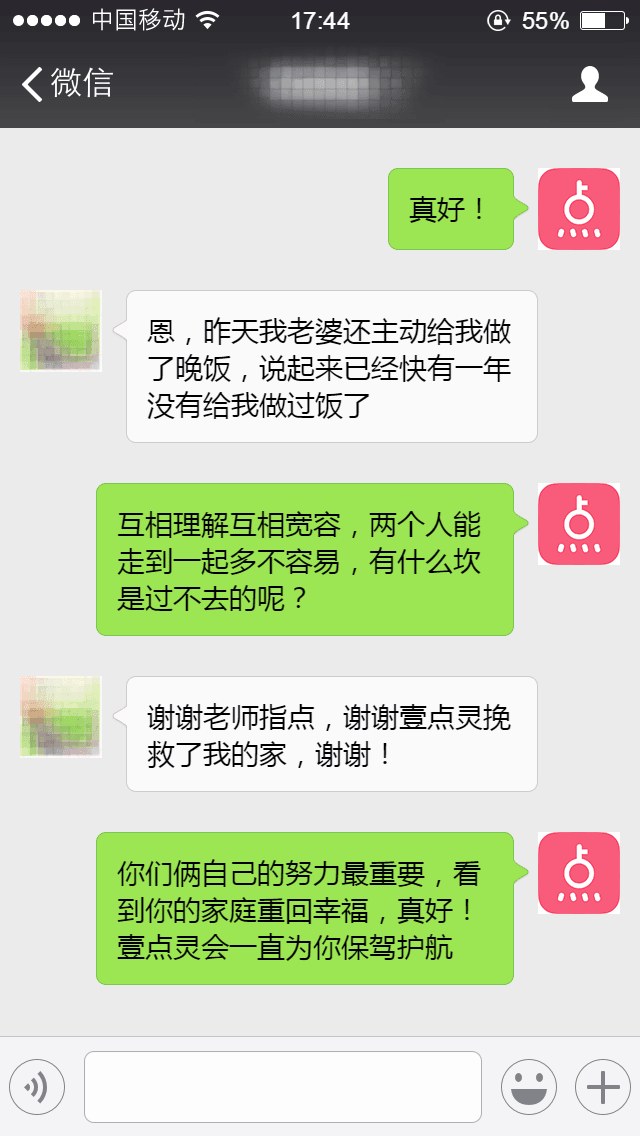 中国移动 17:44 55%
微信
真好！
恩，昨天我老婆还主动给我做
了晚饭，说起来已经快有一年
没有给我做过饭了
互相理解互相宽容，两个人能
走到一起多不容易，有什么坎
是过不去的呢？
谢谢老师指点，谢谢壹点灵挽
救了我的家，谢谢！
你们俩自己的努力最重要，看
到你的家庭重回幸福，真好！
壹点灵会一直为你保驾护航